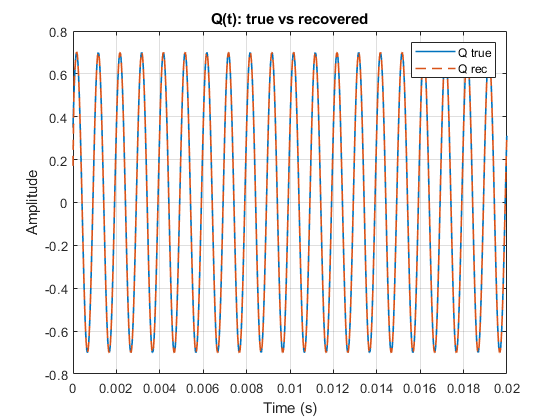 Q(t): true vs recovered
Q true
Q rec
0.8
0.6
0.4
0.2
0
-0.2
-0.4
-0.6
-0.8
Amplitude
0 0.002 0.004 0.006 0.008 0.01 0.012 0.014 0.016 0.018 0.02
Time (s)